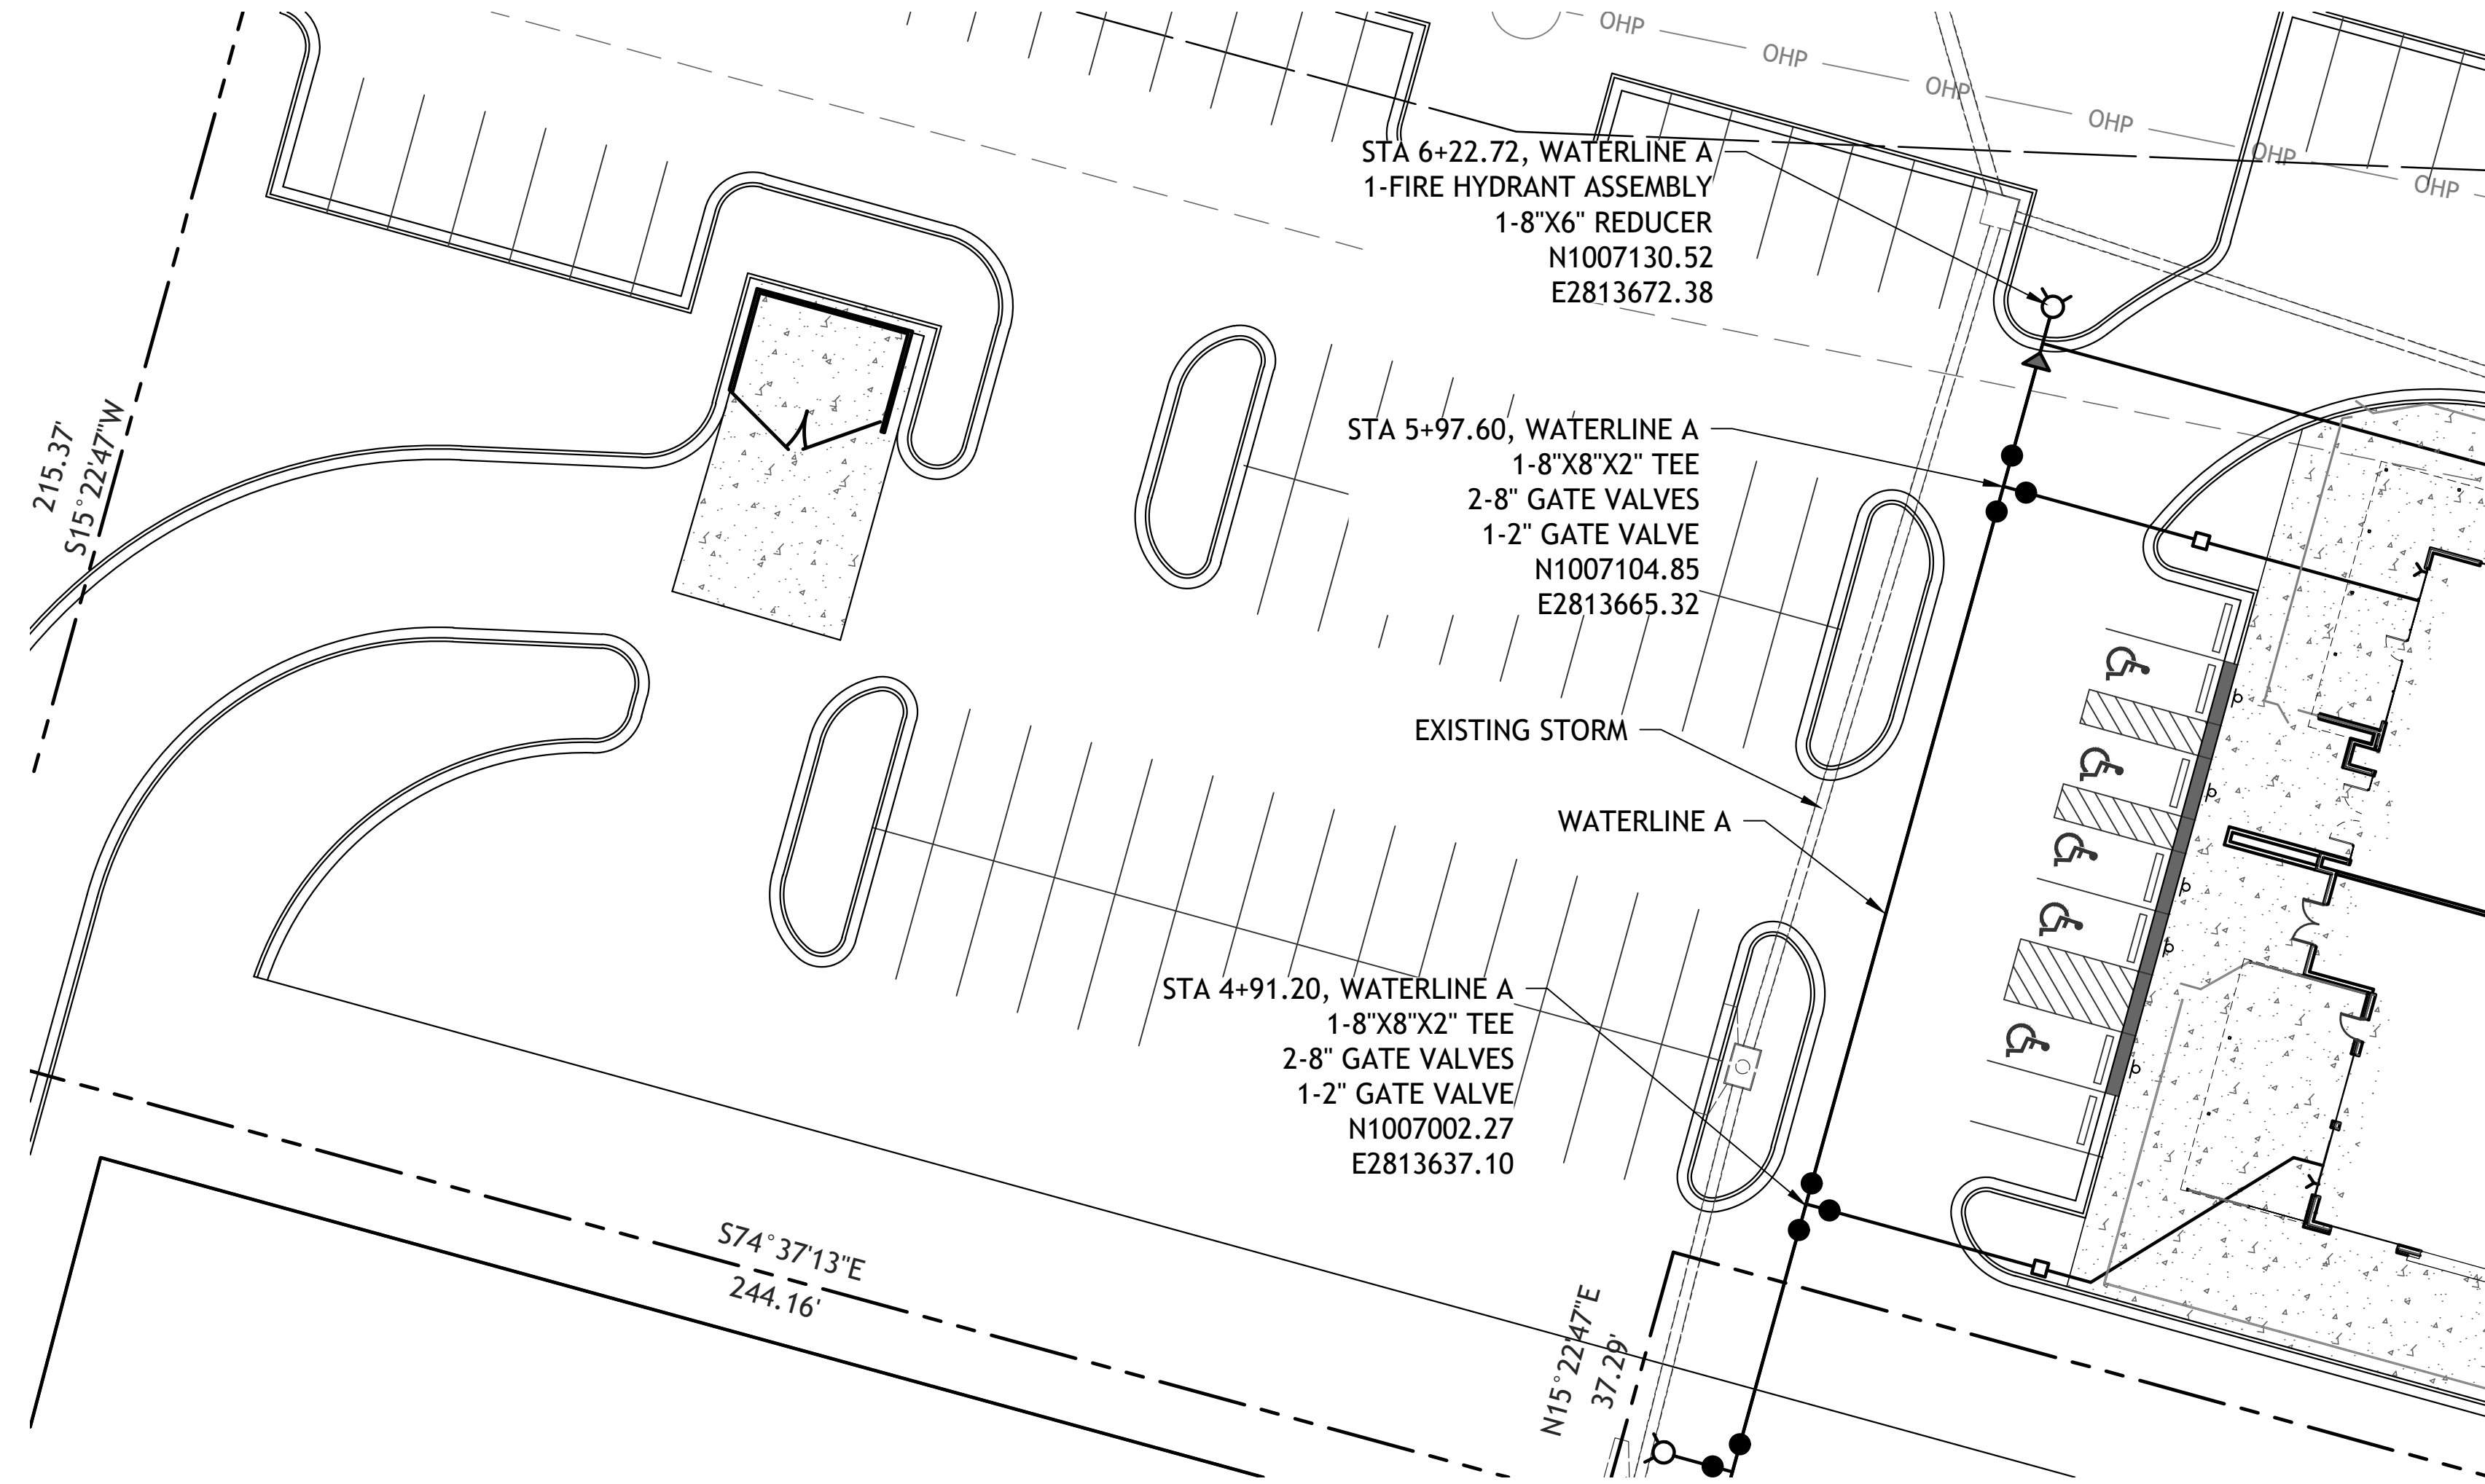 OHP
OHP
OHP
OHP
OHP
OHP
STA 6+22.72, WATERLINE A
1-FIRE HYDRANT ASSEMBLY
1-8"X6" REDUCER
N1007130.52
E2813672.38
215.37'
S15°22'47"W
STA 5+97.60, WATERLINE A
1-8"X8"X2" TEE
2-8" GATE VALVES
1-2" GATE VALVE
N1007104.85
E2813665.32
EXISTING STORM
WATERLINE A
STA 4+91.20, WATERLINE A
1-8"X8"X2" TEE
2-8" GATE VALVES
1-2" GATE VALVE
N1007002.27
E2813637.10
S74°37'13"E
244.16'
N15°22'47"E
37.29'